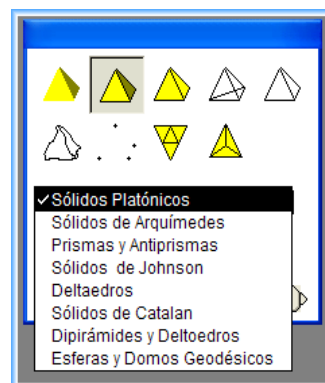 ✓Sólidos Platónicos
Sólidos de Arquímedes
Prismas y Antiprismas
Sólidos de Johnson
Deltaedros
Sólidos de Catalan
Dipirámides y Deltoedros
Esferas y Domos Geodésicos